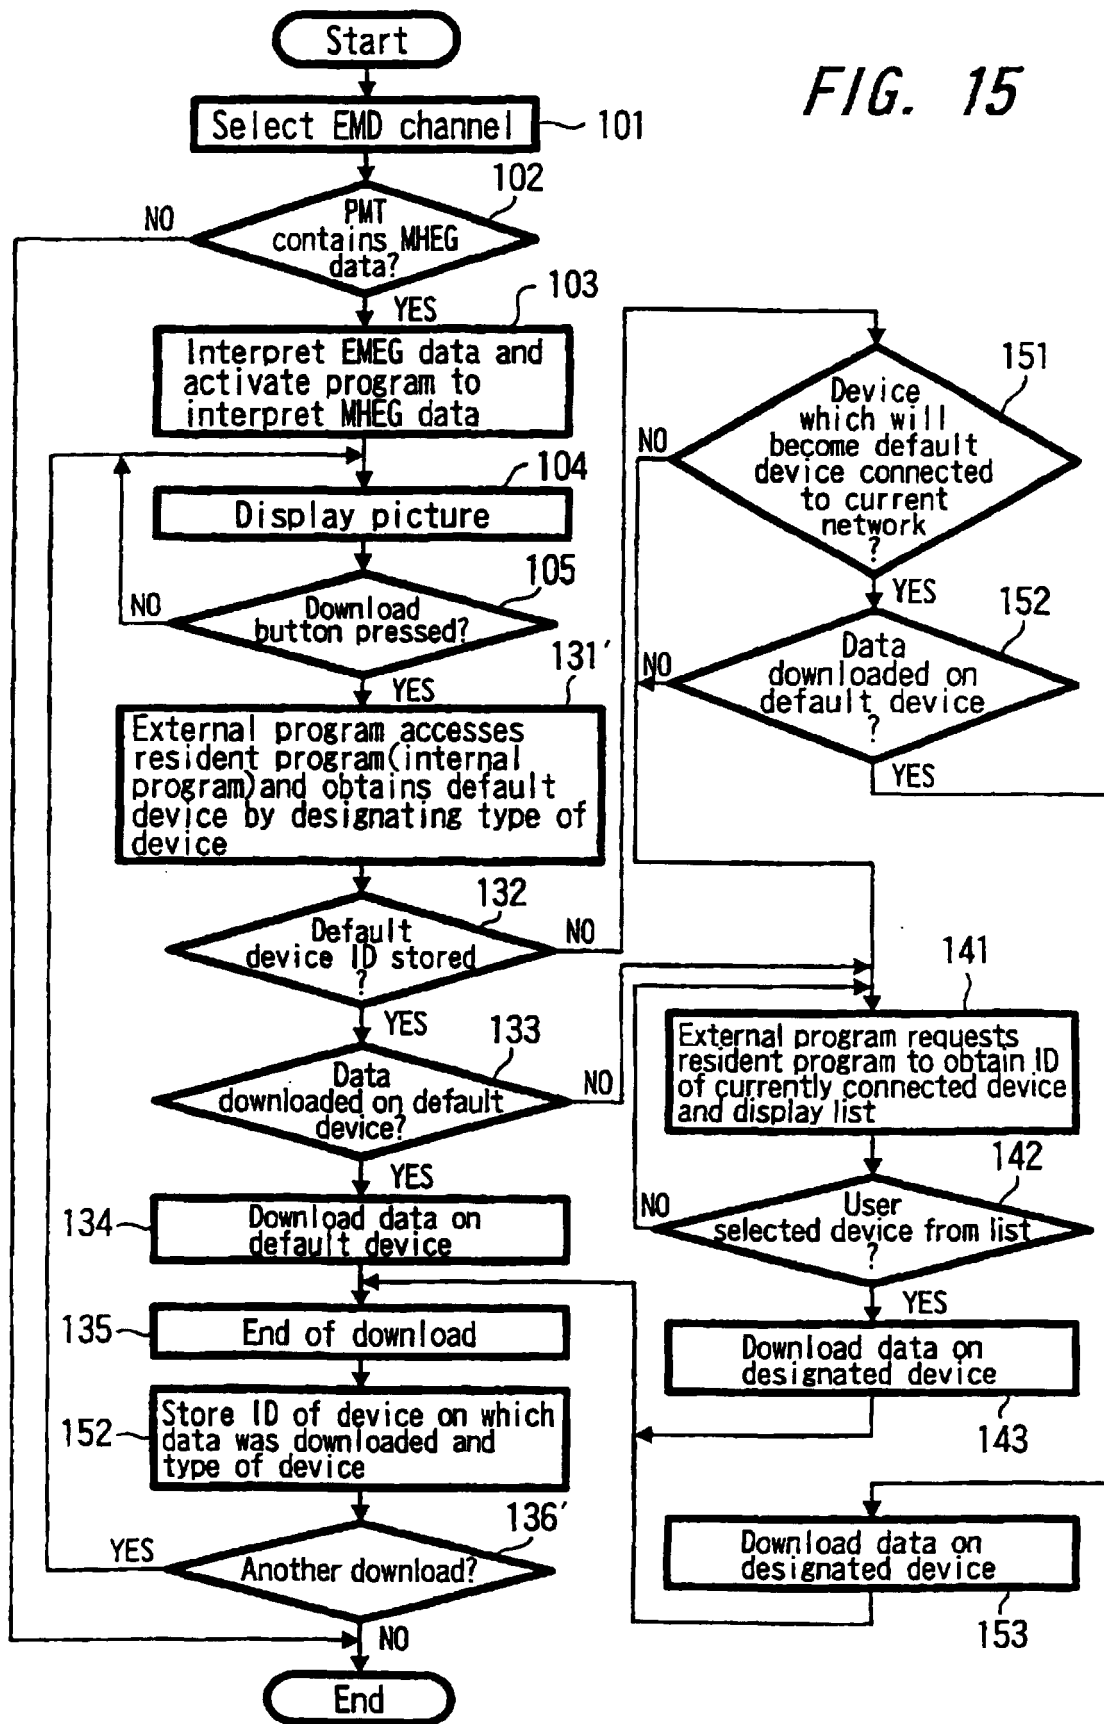 FIG. 15
Start
Select EMD channel
101
102
PMT
contains MHEG
data?
NO
YES
103
Interpret EMEG data and
activate program to
interpret MHEG data
104
Display picture
105
Download
button pressed?
NO
YES
131'
External program accesses
resident program(internal
program)and obtains default
device by designating type of
device
132
Default
device ID stored
?
NO
YES
133
Data
downloaded on default
device?
NO
YES
134
Download data on
default device
135
End of download
152
Store ID of device on which
data was downloaded and
type of device
136'
Another download?
YES
NO
End
151
Device
which will
become default
device connected
to current
network
?
NO
YES
152
Data
downloaded on
default device
?
NO
YES
141
External program requests
resident program to obtain ID
of currently connected device
and display list
142
User
selected device from list
?
NO
YES
Download data on
designated device
143
Download data on
designated device
153